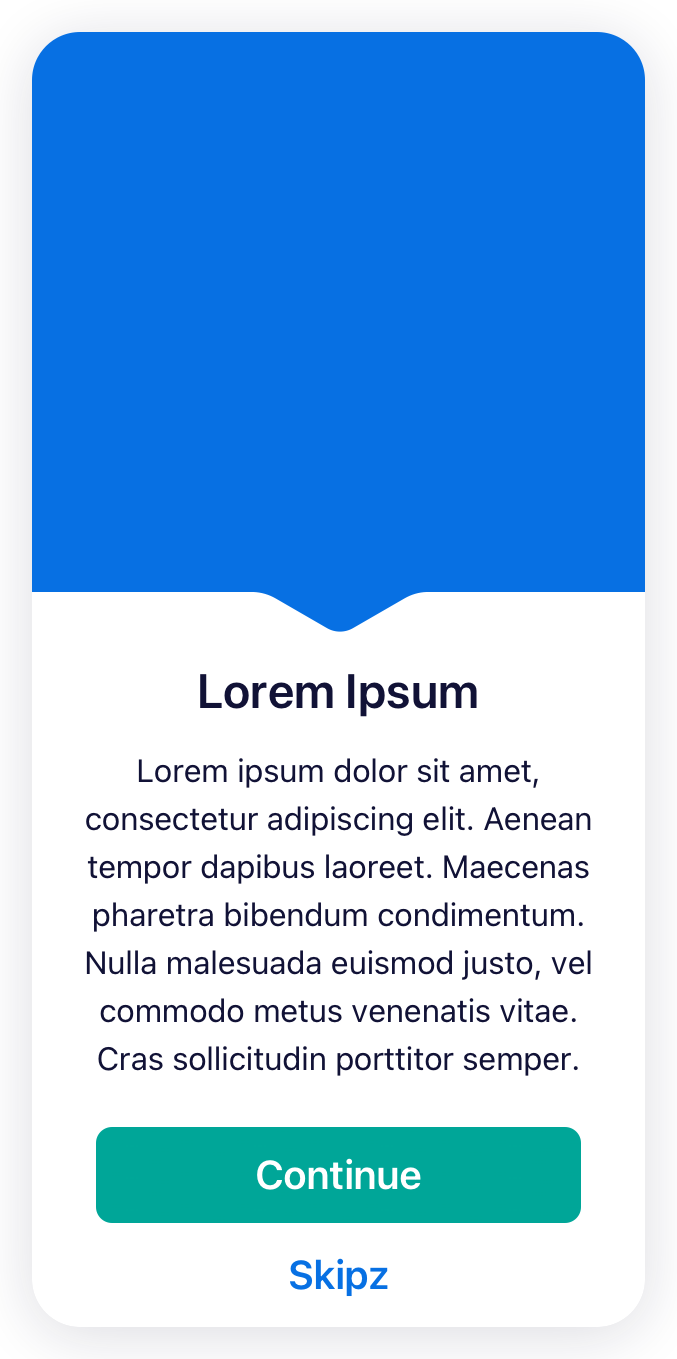 Lorem Ipsum
Lorem ipsum dolor sit amet,
consectetur adipiscing elit. Aenean
tempor dapibus laoreet. Maecenas
pharetra bibendum condimentum.
Nulla malesuada euismod justo, vel
commodo metus venenatis vitae.
Cras sollicitudin porttitor semper.
Continue
Skipz